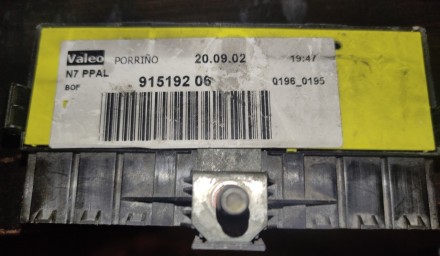 Valeo PORRIÑO 20.09.02 19:47
N7 PPAL
BOF 915192 06 0196_0195